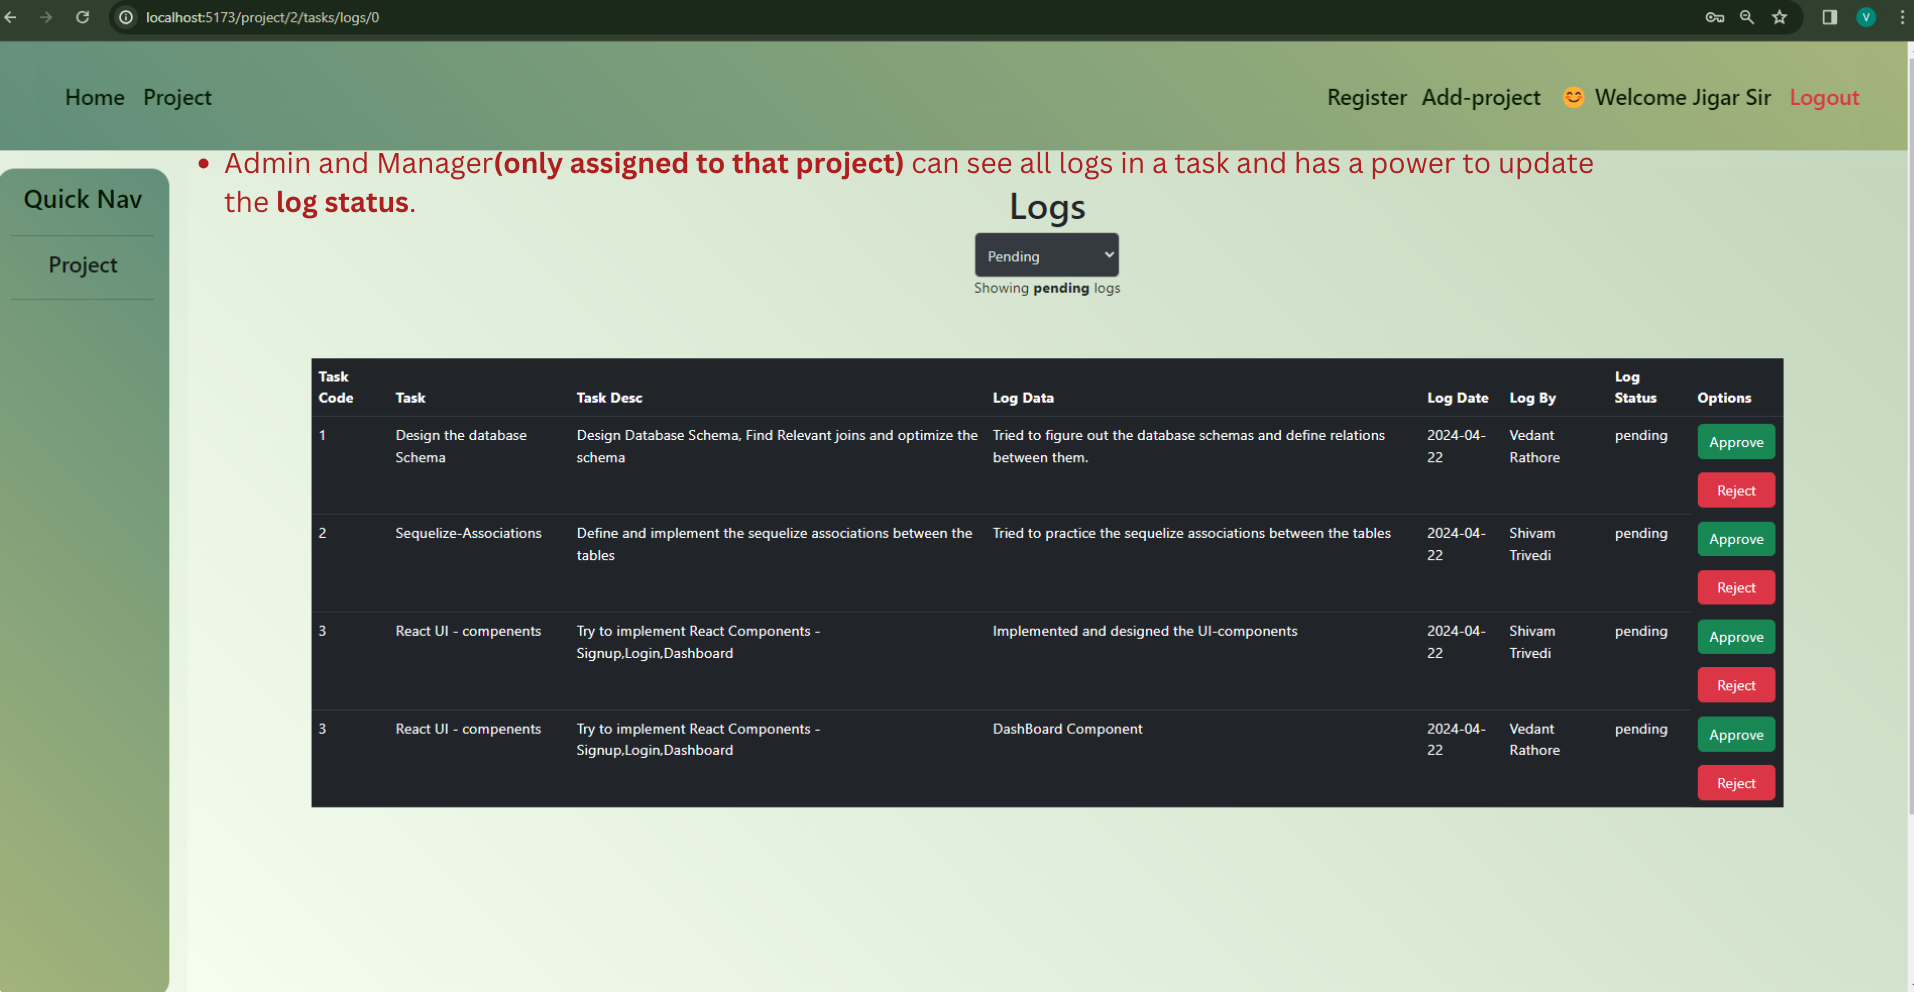 localhost:5173/project/2/tasks/logs/0
V
Home Project Register Add-project 😊 Welcome Jigar Sir Logout
• Admin and Manager(only assigned to that project) can see all logs in a task and has a power to update
the log status.
Quick Nav
Project
Logs
Pending
Showing pending logs
Task Code Task Task Desc Log Data Log Date Log By Log Status Options
1 Design the database Design Database Schema, Find Relevant joins and optimize the Tried to figure out the database schemas and define relations 2024-04- Vedant pending Approve
Schema schema between them. 22 Rathore
Reject
2 Sequelize-Associations Define and implement the sequelize associations between the Tried to practice the sequelize associations between the tables 2024-04- Shivam pending Approve
tables 22 Trivedi
Reject
3 React UI - compenents Try to implement React Components - Implemented and designed the UI-components 2024-04- Shivam pending Approve
Signup,Login,Dashboard 22 Trivedi
Reject
3 React UI - compenents Try to implement React Components - DashBoard Component 2024-04- Vedant pending Approve
Signup,Login,Dashboard 22 Rathore
Reject